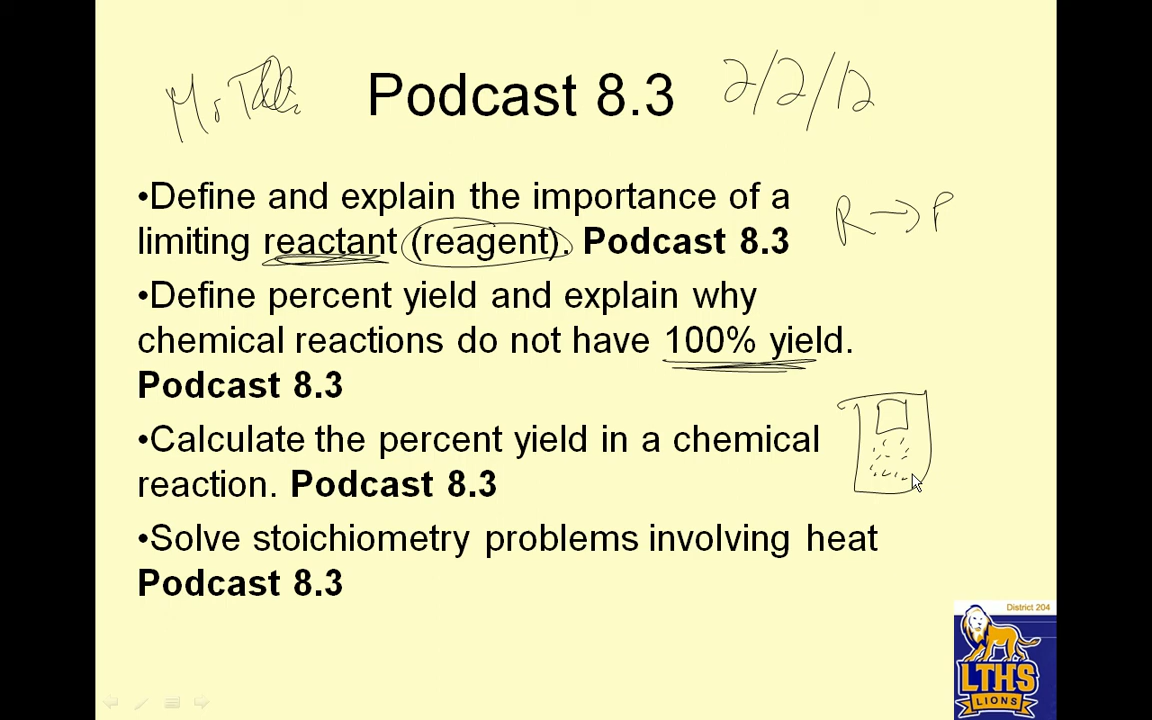 Podcast 8.3 2/2/12
•Define and explain the importance of a
limiting reactant (reagent). Podcast 8.3
R → P
•Define percent yield and explain why
chemical reactions do not have 100% yield.
Podcast 8.3
•Calculate the percent yield in a chemical
reaction. Podcast 8.3
•Solve stoichiometry problems involving heat
Podcast 8.3
District 204
LTHS
LIONS